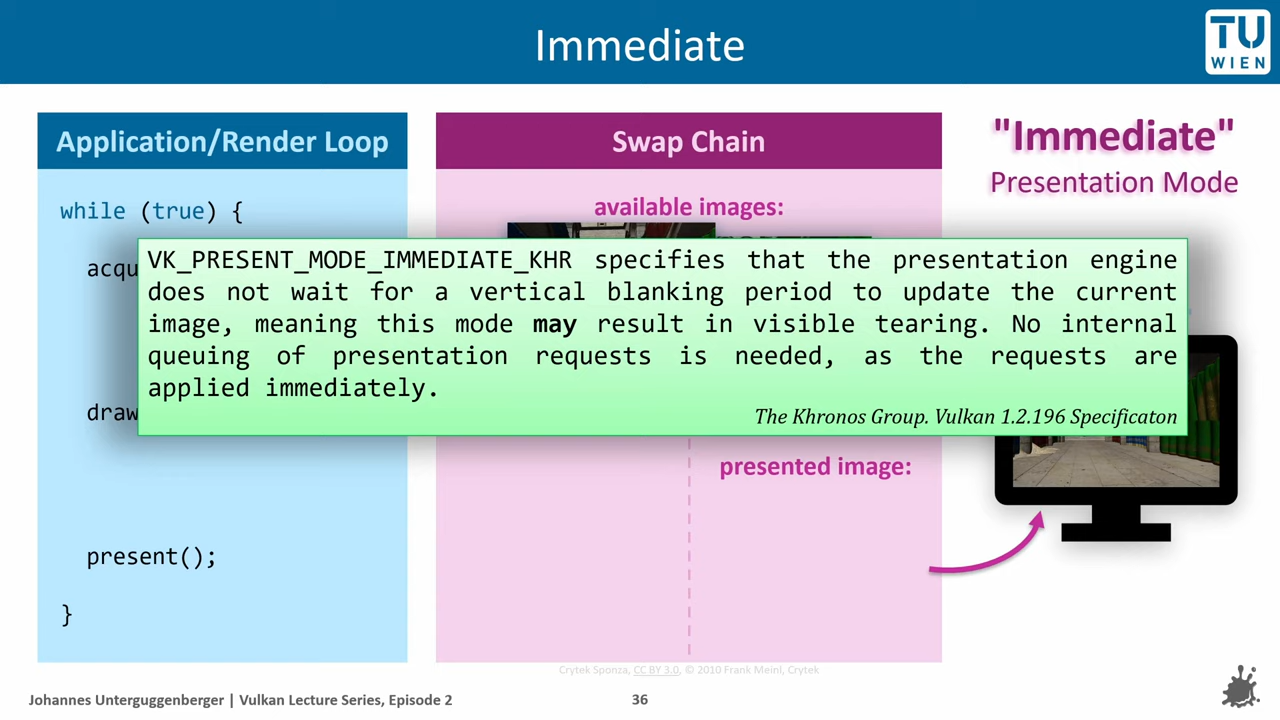 Immediate
TU
WIEN
Application/Render Loop
while (true) {
acqu
draw
present();
}
Swap Chain
available images:
presented image:
"Immediate"
Presentation Mode
VK_PRESENT_MODE_IMMEDIATE_KHR specifies that the presentation engine
does not wait for a vertical blanking period to update the current
image, meaning this mode may result in visible tearing. No internal
queuing of presentation requests is needed, as the requests are
applied immediately.
The Khronos Group. Vulkan 1.2.196 Specificaton
Crytek Sponza, CC BY 3.0, © 2010 Frank Meinl, Crytek
Johannes Unterguggenberger | Vulkan Lecture Series, Episode 2
36